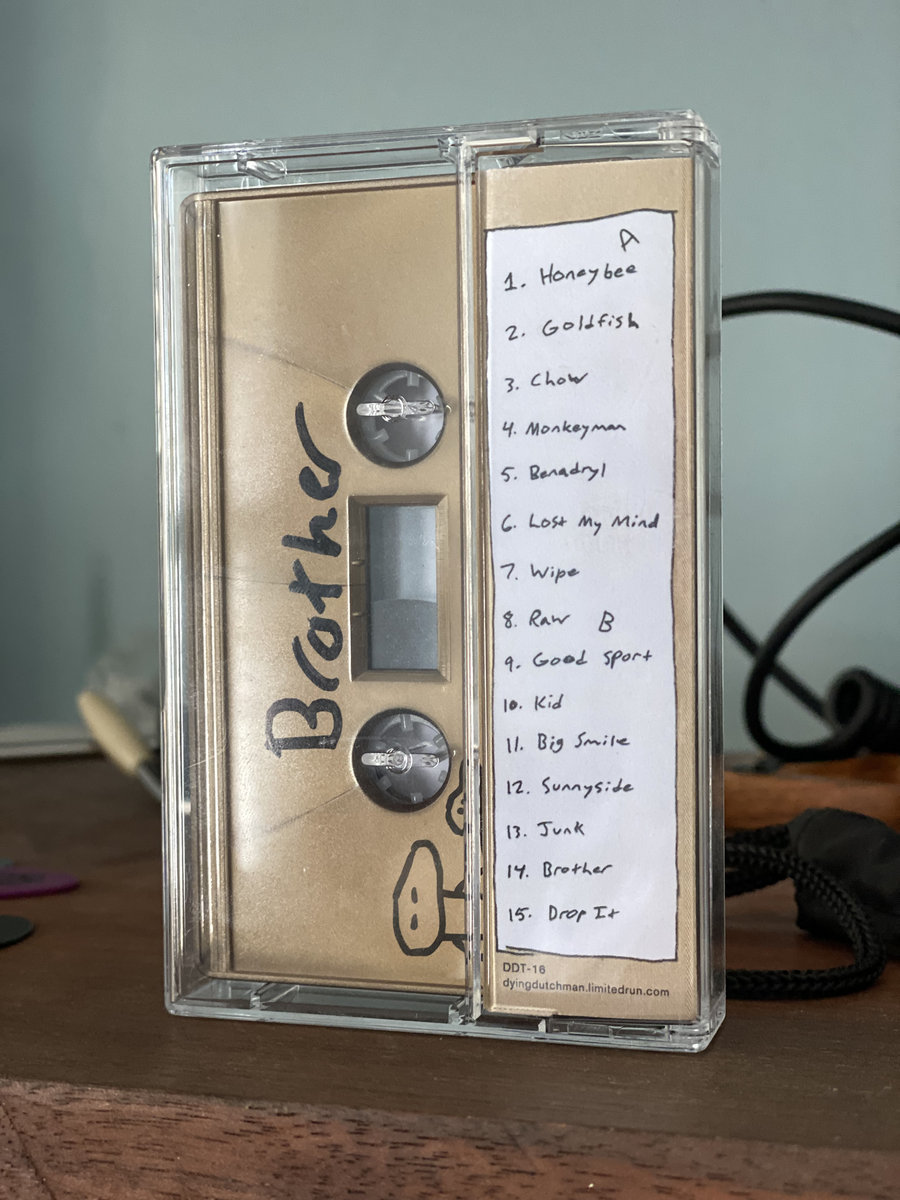 Brother
A
1. Honeybee
2. Goldfish
3. Chow
4. Monkeyman
5. Benadryl
6. Lost My Mind
7. Wipe
8. Raw B
9. Good Sport
10. Kid
11. Big Smile
12. Sunnyside
13. Junk
14. Brother
15. Drop It
DDT-16
dyingdutchman.limitedrun.com